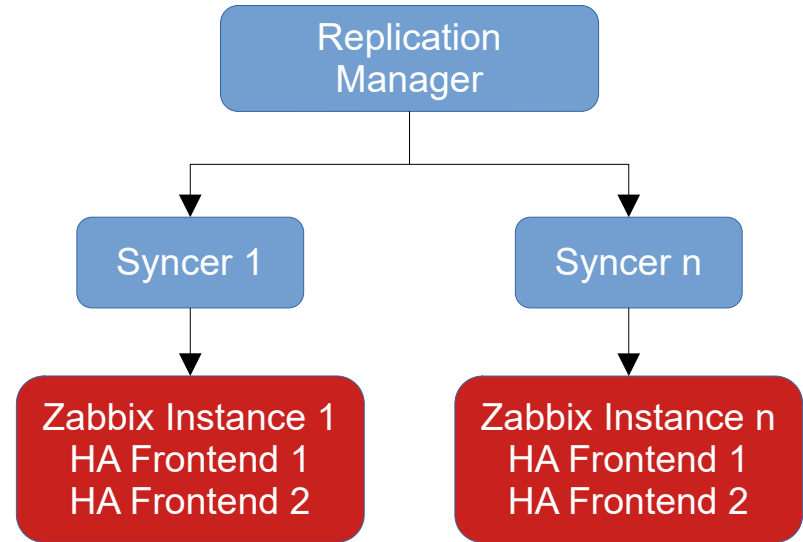 Replication
Manager
Syncer 1
Syncer n
Zabbix Instance 1
HA Frontend 1
HA Frontend 2
Zabbix Instance n
HA Frontend 1
HA Frontend 2